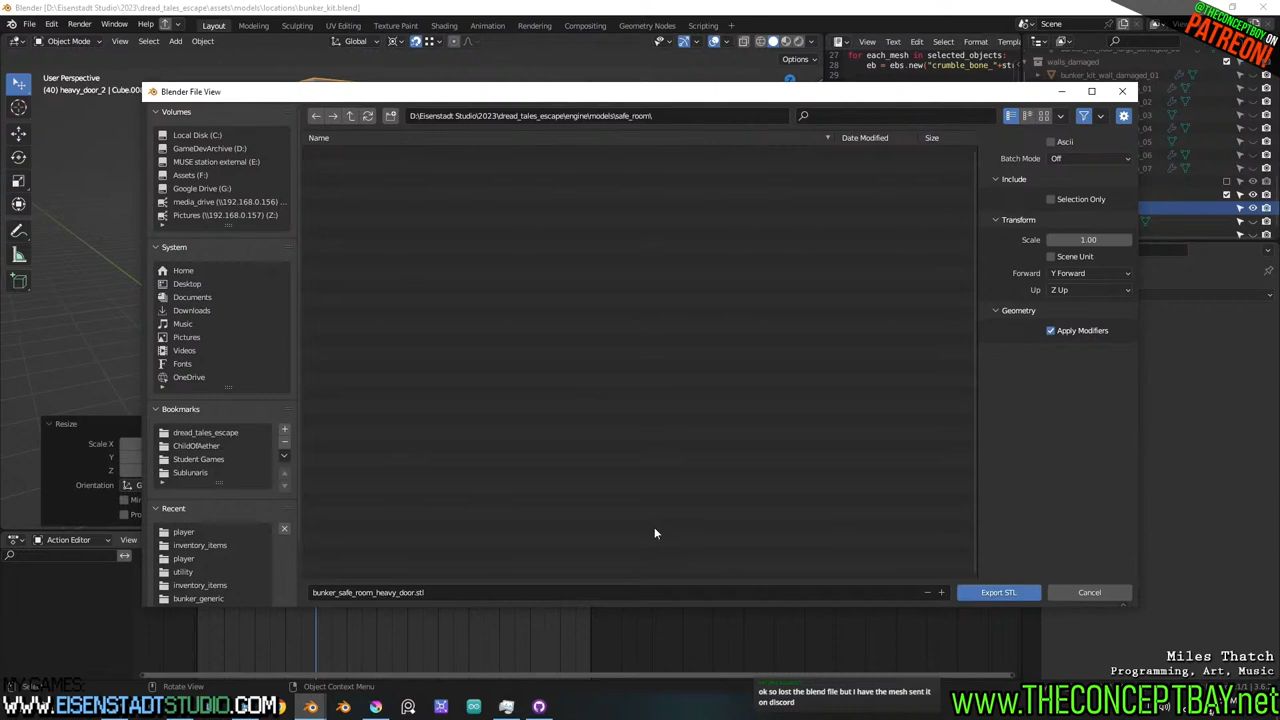 [D:\Eisenstadt Studio\2023\dread_tales_escape\assets\models\locations\bunker_kit.blend]
File Edit Render Window Help
Layout Modeling Sculpting UV Editing Texture Paint Shading Animation Rendering Compositing Geometry Nodes Scripting
Scene
@THECONCEPTBAY ON
PATREON!
Object Mode View Select Add Object
Global
View Text Edit Select Format
27 for each_mesh in selected_objects:
28 eb = ebs.new("crumble_bone_"+
29
Options
User Perspective
(40) heavy_door_2 | Cube.00
walls_damaged
bunker_kit_wall_damaged_01
Blender File View
Volumes
Local Disk (C:)
GameDevArchive (D:)
MUSE station external (E:)
Assets (F:)
Google Drive (G:)
media_drive (\\192.168.0.156) ...
Pictures (\\192.168.0.157) (Z:)
System
Home
Desktop
Documents
Downloads
Music
Pictures
Videos
Fonts
OneDrive
Bookmarks
dread_tales_escape
ChildOfAether
Student Games
Sublunaris
Recent
player
inventory_items
player
utility
inventory_items
bunker_generic
D:\Eisenstadt Studio\2023\dread_tales_escape\engine\models\safe_room\
Name Date Modified Size
Ascii
Batch Mode Off
Include
Selection Only
Transform
Scale 1.00
Scene Unit
Forward Y Forward
Up Z Up
Geometry
Apply Modifiers
bunker_safe_room_heavy_door.stl
Export STL
Cancel
Resize
Scale X
Y
Z
Orientation
Action Editor View
Rotate View
Object Context Menu
MY GAMES:
WWW.EISENSTADTSTUDIO.COM
ok so lost the blend file but I have the mesh sent it
on discord
Miles Thatch
Programming, Art, Music
www.THECONCEPTBAY.net